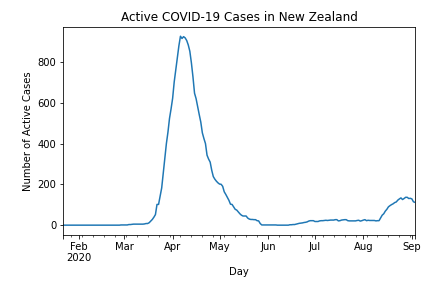 Active COVID-19 Cases in New Zealand
Number of Active Cases
800
600
400
200
0
Feb Mar Apr May Jun Jul Aug Sep
2020
Day